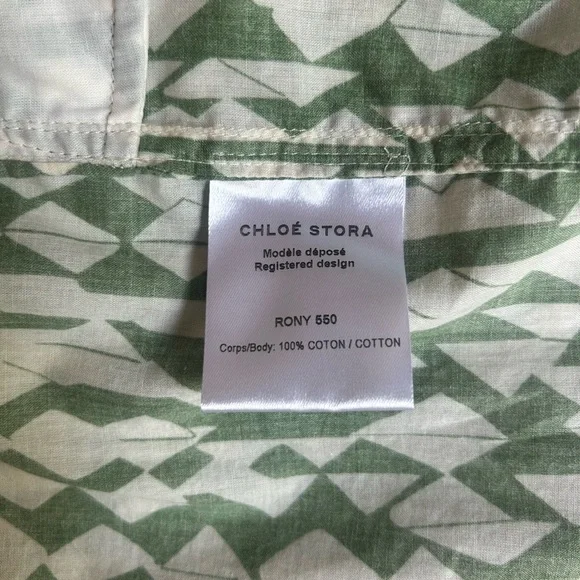 CHLOÉ STORA
Modèle déposé
Registered design
RONY 550
Corps/Body: 100% COTON / COTTON